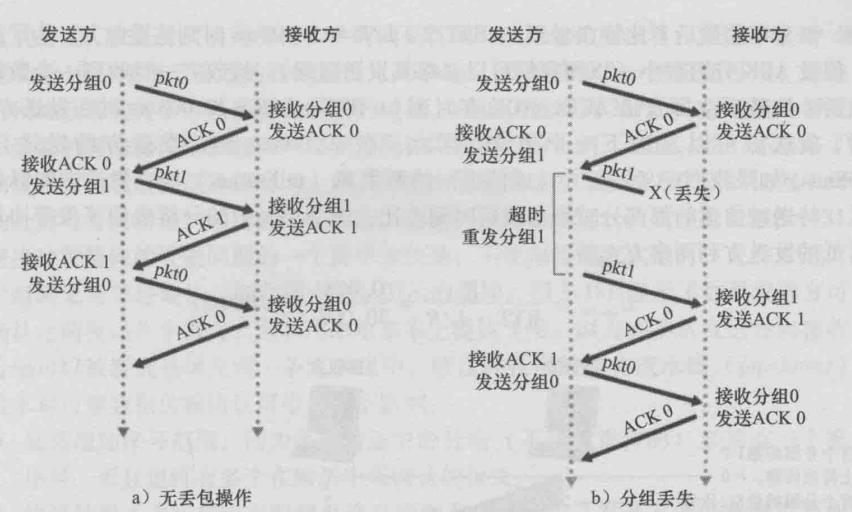 发送方
接收方
发送分组0
pkt0
接收分组0
发送ACK 0
ACK 0
接收ACK 0
发送分组1
pkt1
接收分组1
发送ACK 1
ACK 1
接收ACK 1
发送分组0
pkt0
接收分组0
发送ACK 0
ACK 0
a）无丢包操作
发送方
接收方
发送分组0
pkt0
接收分组0
发送ACK 0
ACK 0
接收ACK 0
发送分组1
pkt1
X(丢失)
超时
重发分组1
pkt1
接收分组1
发送ACK 1
ACK 1
接收ACK 1
发送分组0
pkt0
接收分组0
发送ACK 0
ACK 0
b）分组丢失